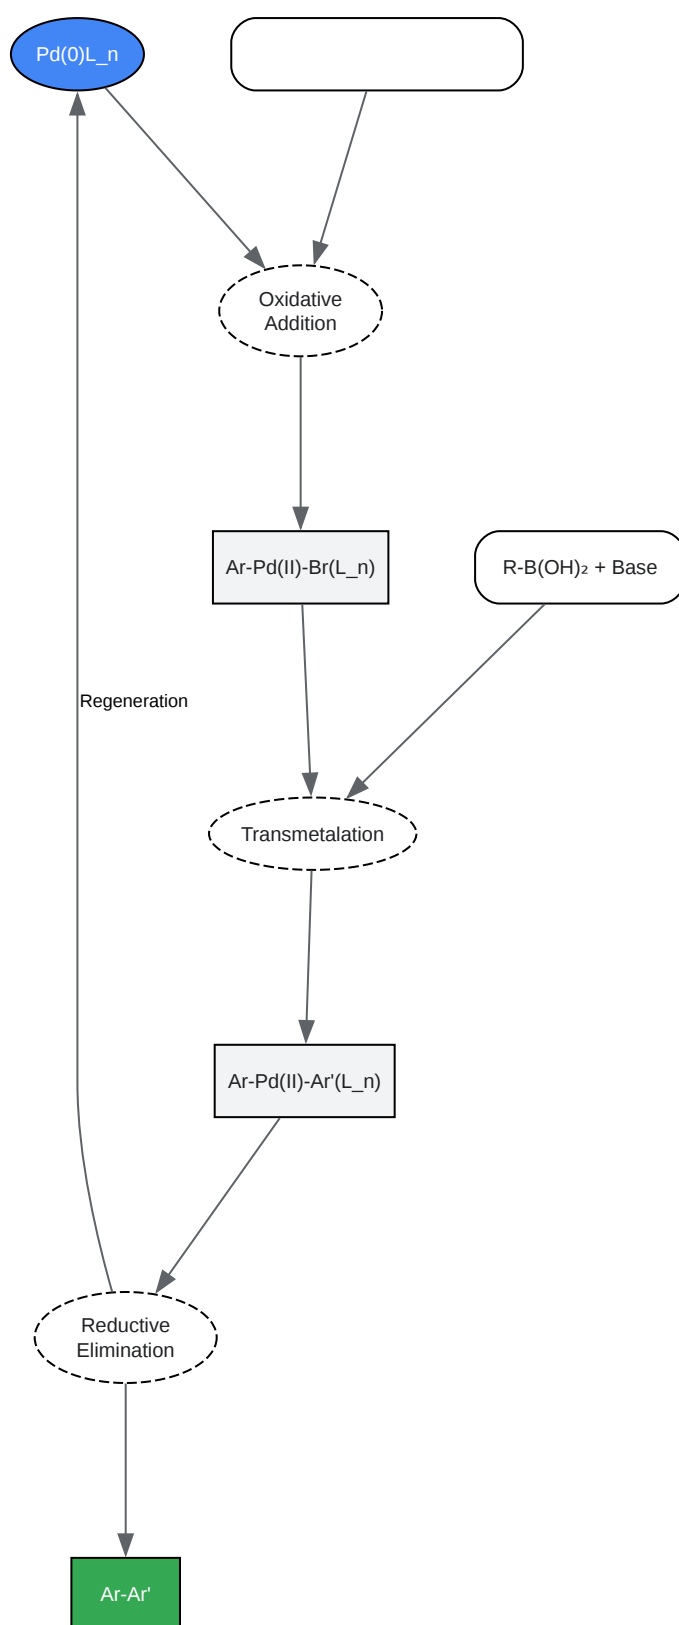 Pd(0)L_n
Oxidative
Addition
Ar-Pd(II)-Br(L_n)
R-B(OH)₂ + Base
Regeneration
Transmetalation
Ar-Pd(II)-Ar'(L_n)
Reductive
Elimination
Ar-Ar'